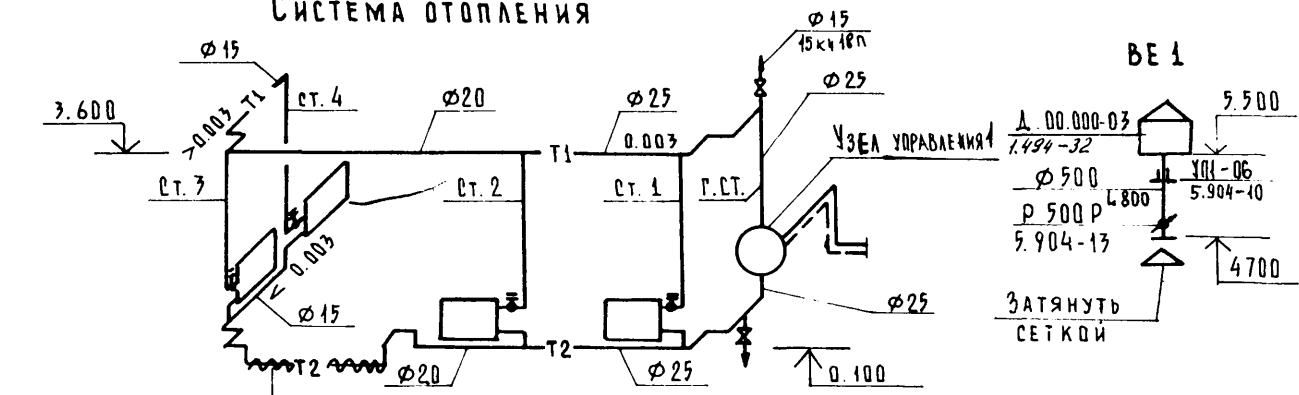 СИСТЕМА ОТОПЛЕНИЯ
Ø15
15кч18п
ВЕ 1
Ø15
Т1
ст. 4
Ø20
Ø25
Ø25
3.600
>0.003
5.500
Д.00.000-03
1.494-32
УЗЕЛ УПРАВЛЕНИЯ1
Т1
0.003
Ст. 3
Ст. 2
Ст. 1
Г.СТ.
УП1-06
5.904-10
Ø500
4800
Р 500Р
5.904-13
0.003
4700
Ø15
Ø25
ЗАТЯНУТЬ
СЕТКОЙ
Т2
Т2
Ø20
Ø25
0.100